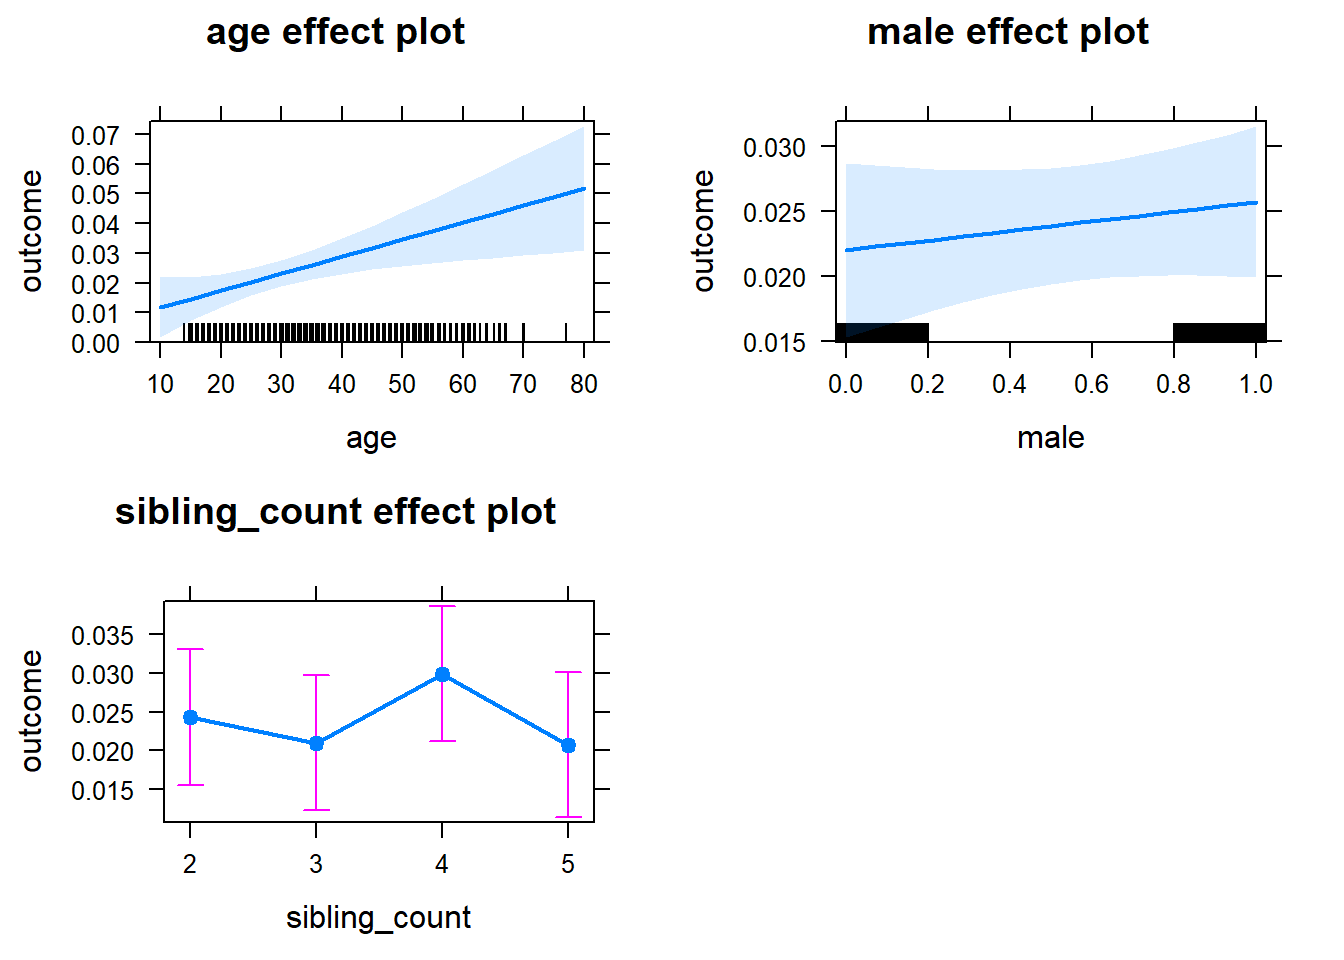 age effect plot
outcome
0.07
0.06
0.05
0.04
0.03
0.02
0.01
0.00
10 20 30 40 50 60 70 80
age
male effect plot
outcome
0.030
0.025
0.020
0.015
0.0 0.2 0.4 0.6 0.8 1.0
male
sibling_count effect plot
outcome
0.035
0.030
0.025
0.020
0.015
2 3 4 5
sibling_count